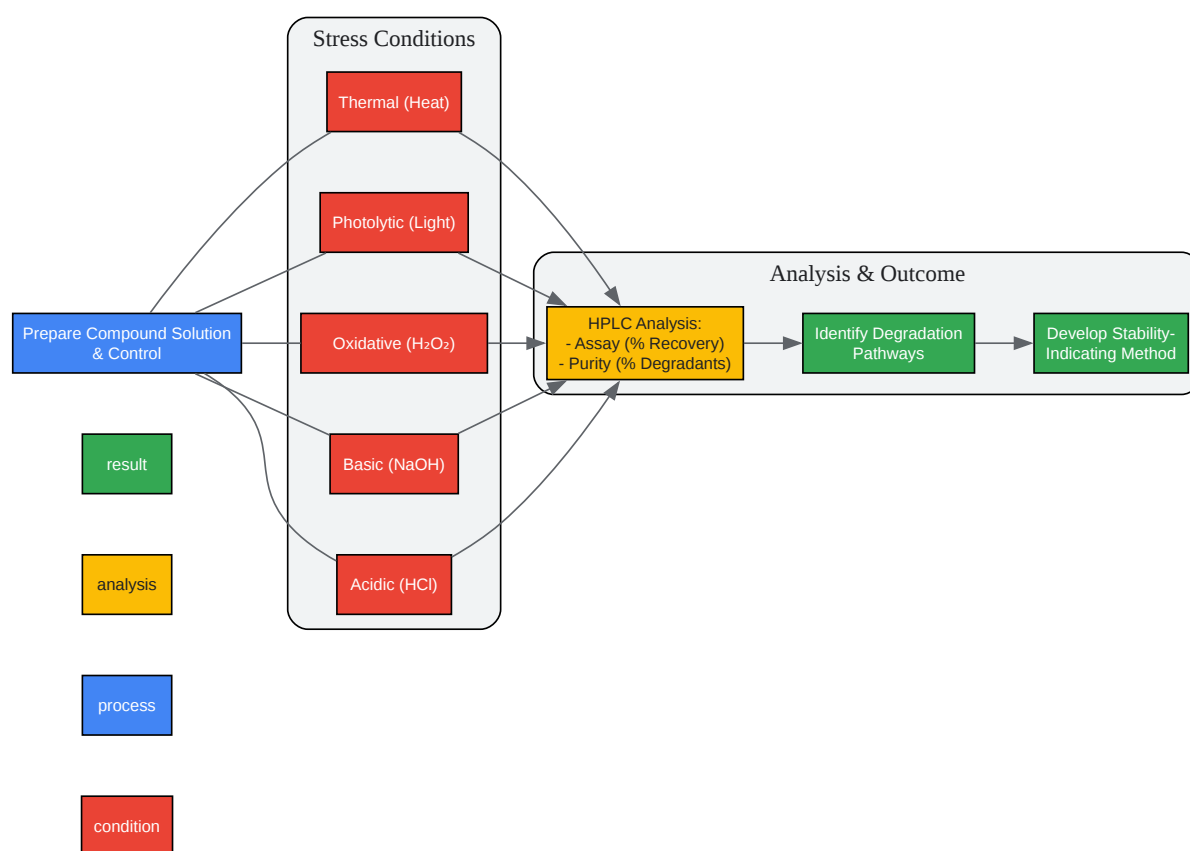 Stress Conditions
Thermal (Heat)
Photolytic (Light)
Oxidative (H₂O₂)
Basic (NaOH)
Acidic (HCl)
Prepare Compound Solution
& Control
Analysis & Outcome
HPLC Analysis:
- Assay (% Recovery)
- Purity (% Degradants)
Identify Degradation
Pathways
Develop Stability-
Indicating Method
result
analysis
process
condition